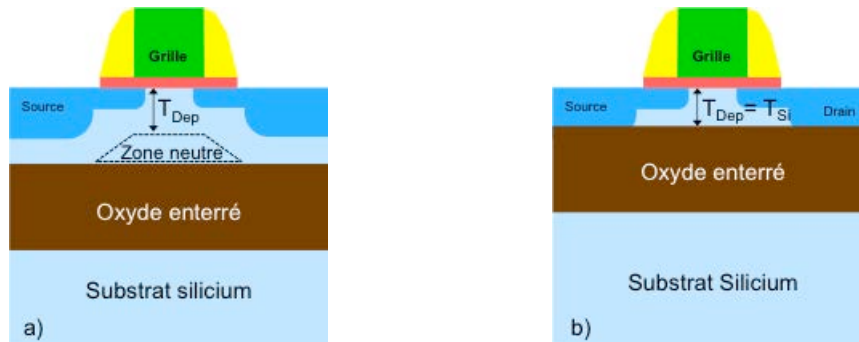 Grille
Source
T_Dep
Zone neutre
Oxyde enterré
Substrat silicium
a)
Grille
Source
T_Dep = T_Si
Drain
Oxyde enterré
Substrat Silicium
b)